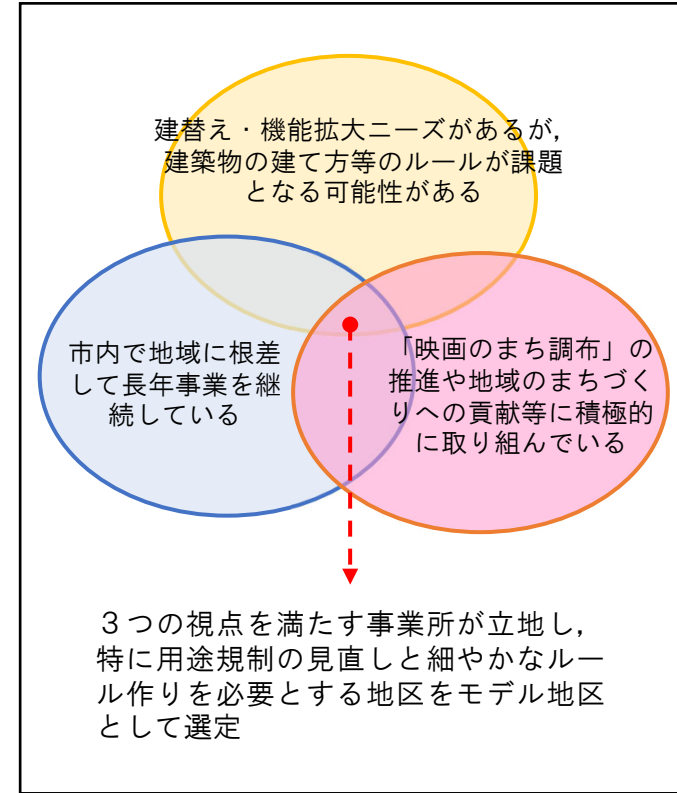 建替え・機能拡大ニーズがあるが,
建築物の建て方等のルールが課題
となる可能性がある
市内で地域に根差
して長年事業を継
続している
「映画のまち調布」の
推進や地域のまちづく
りへの貢献等に積極的
に取り組んでいる
３つの視点を満たす事業所が立地し,
特に用途規制の見直しと細やかなルー
ル作りを必要とする地区をモデル地区
として選定